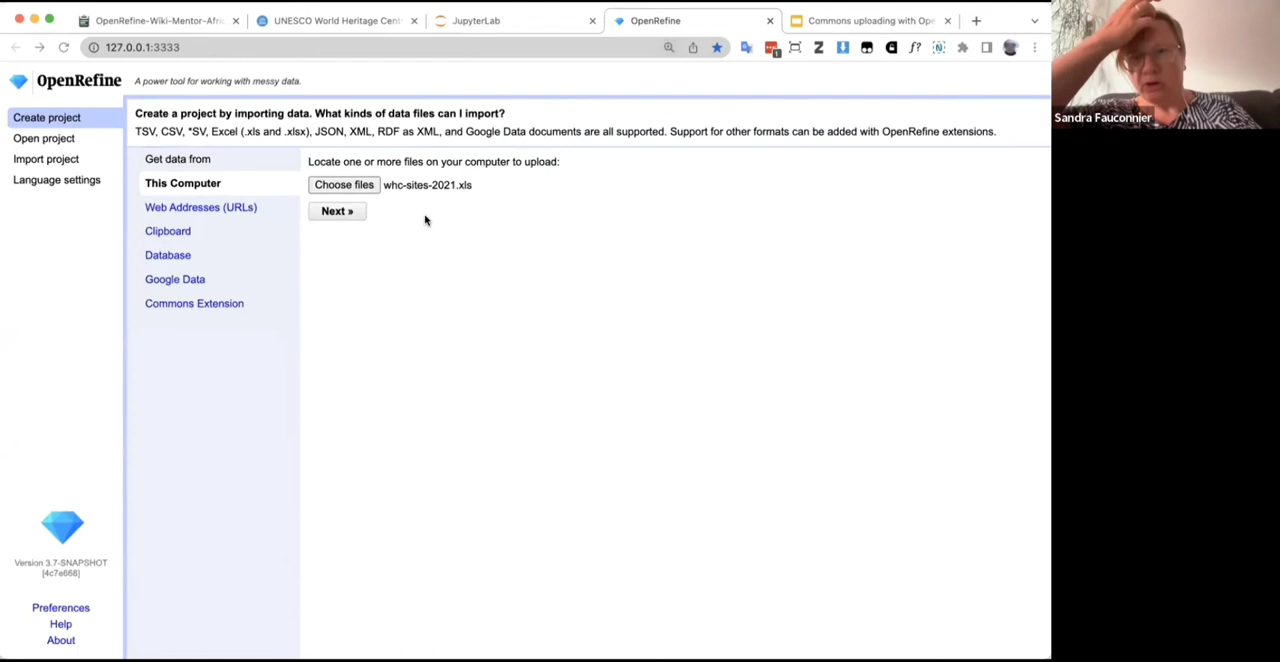 OpenRefine-Wiki-Mentor-Afri
UNESCO World Heritage Cent
JupyterLab
OpenRefine
Commons uploading with Ope
127.0.0.1:3333
OpenRefine A power tool for working with messy data.
Create project
Open project
Import project
Language settings
Create a project by importing data. What kinds of data files can I import?
TSV, CSV, *SV, Excel (.xls and .xlsx), JSON, XML, RDF as XML, and Google Data documents are all supported. Support for other formats can be added with OpenRefine extensions.
Get data from
This Computer
Web Addresses (URLs)
Clipboard
Database
Google Data
Commons Extension
Locate one or more files on your computer to upload:
Choose files whc-sites-2021.xls
Next »
Version 3.7-SNAPSHOT
[4c7e668]
Preferences
Help
About
Sandra Fauconnier